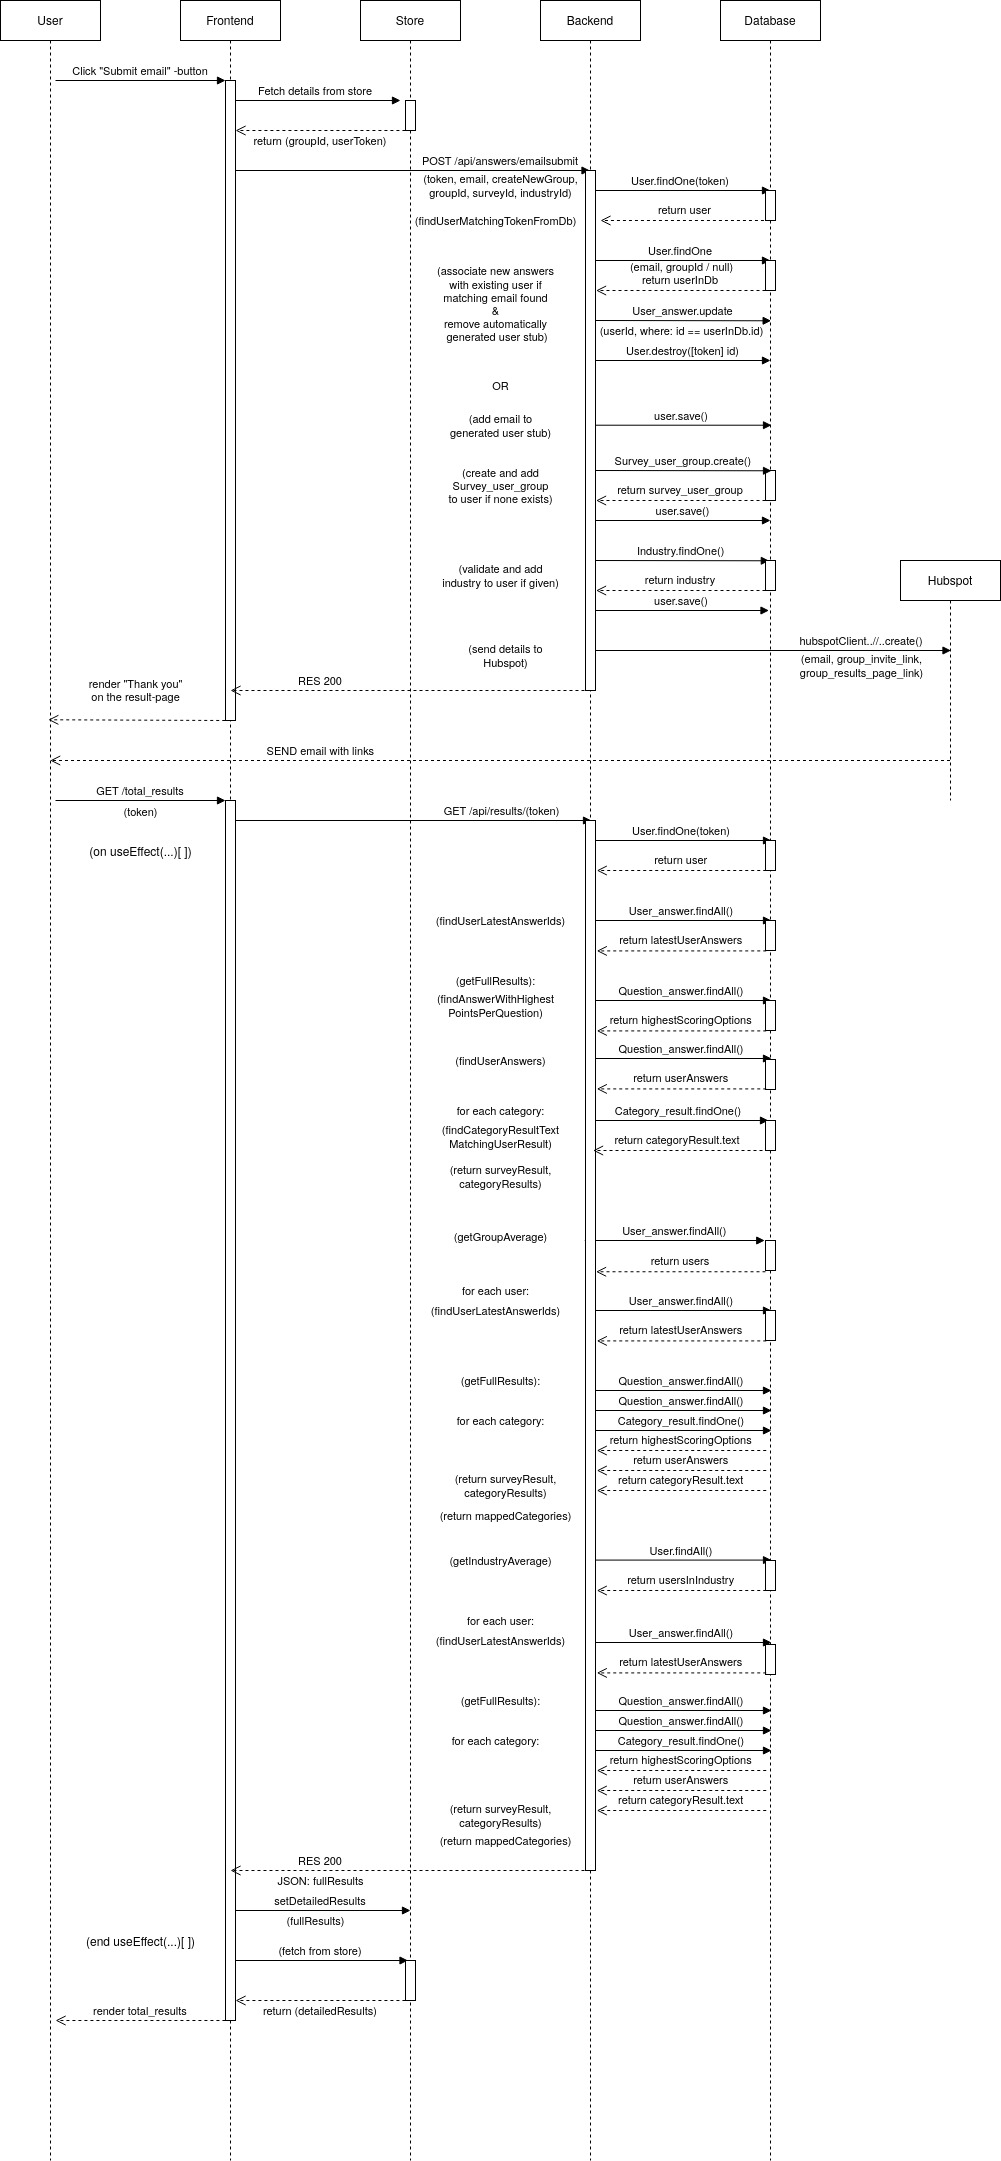 User
Frontend
Store
Backend
Database
Click "Submit email" -button
Fetch details from store
return (groupId, userToken)
POST /api/answers/emailsubmit
(token, email, createNewGroup,
groupId, surveyId, industryId)
User.findOne(token)
return user
(findUserMatchingTokenFromDb)
User.findOne
(email, groupId / null)
return userInDb
(associate new answers
with existing user if
matching email found
&
remove automatically
generated user stub)
User_answer.update
(userId, where: id == userInDb.id)
User.destroy([token] id)
OR
(add email to
generated user stub)
user.save()
Survey_user_group.create()
(create and add
Survey_user_group
to user if none exists)
return survey_user_group
user.save()
Industry.findOne()
(validate and add
industry to user if given)
return industry
user.save()
Hubspot
(send details to
Hubspot)
hubspotClient..//..create()
(email, group_invite_link,
group_results_page_link)
RES 200
render "Thank you"
on the result-page
SEND email with links
GET /total_results
(token)
GET /api/results/(token)
(on useEffect(...)[ ])
User.findOne(token)
return user
(findUserLatestAnswerIds)
User_answer.findAll()
return latestUserAnswers
(getFullResults):
(findAnswerWithHighest
PointsPerQuestion)
Question_answer.findAll()
return highestScoringOptions
(findUserAnswers)
Question_answer.findAll()
return userAnswers
for each category:
(findCategoryResultText
MatchingUserResult)
Category_result.findOne()
return categoryResult.text
(return surveyResult,
categoryResults)
(getGroupAverage)
User_answer.findAll()
return users
for each user:
(findUserLatestAnswerIds)
User_answer.findAll()
return latestUserAnswers
(getFullResults):
Question_answer.findAll()
Question_answer.findAll()
for each category:
Category_result.findOne()
return highestScoringOptions
return userAnswers
return categoryResult.text
(return surveyResult,
categoryResults)
(return mappedCategories)
(getIndustryAverage)
User.findAll()
return usersInIndustry
for each user:
(findUserLatestAnswerIds)
User_answer.findAll()
return latestUserAnswers
(getFullResults):
Question_answer.findAll()
Question_answer.findAll()
for each category:
Category_result.findOne()
return highestScoringOptions
return userAnswers
return categoryResult.text
(return surveyResult,
categoryResults)
(return mappedCategories)
RES 200
JSON: fullResults
setDetailedResults
(fullResults)
(end useEffect(...)[ ])
(fetch from store)
return (detailedResults)
render total_results